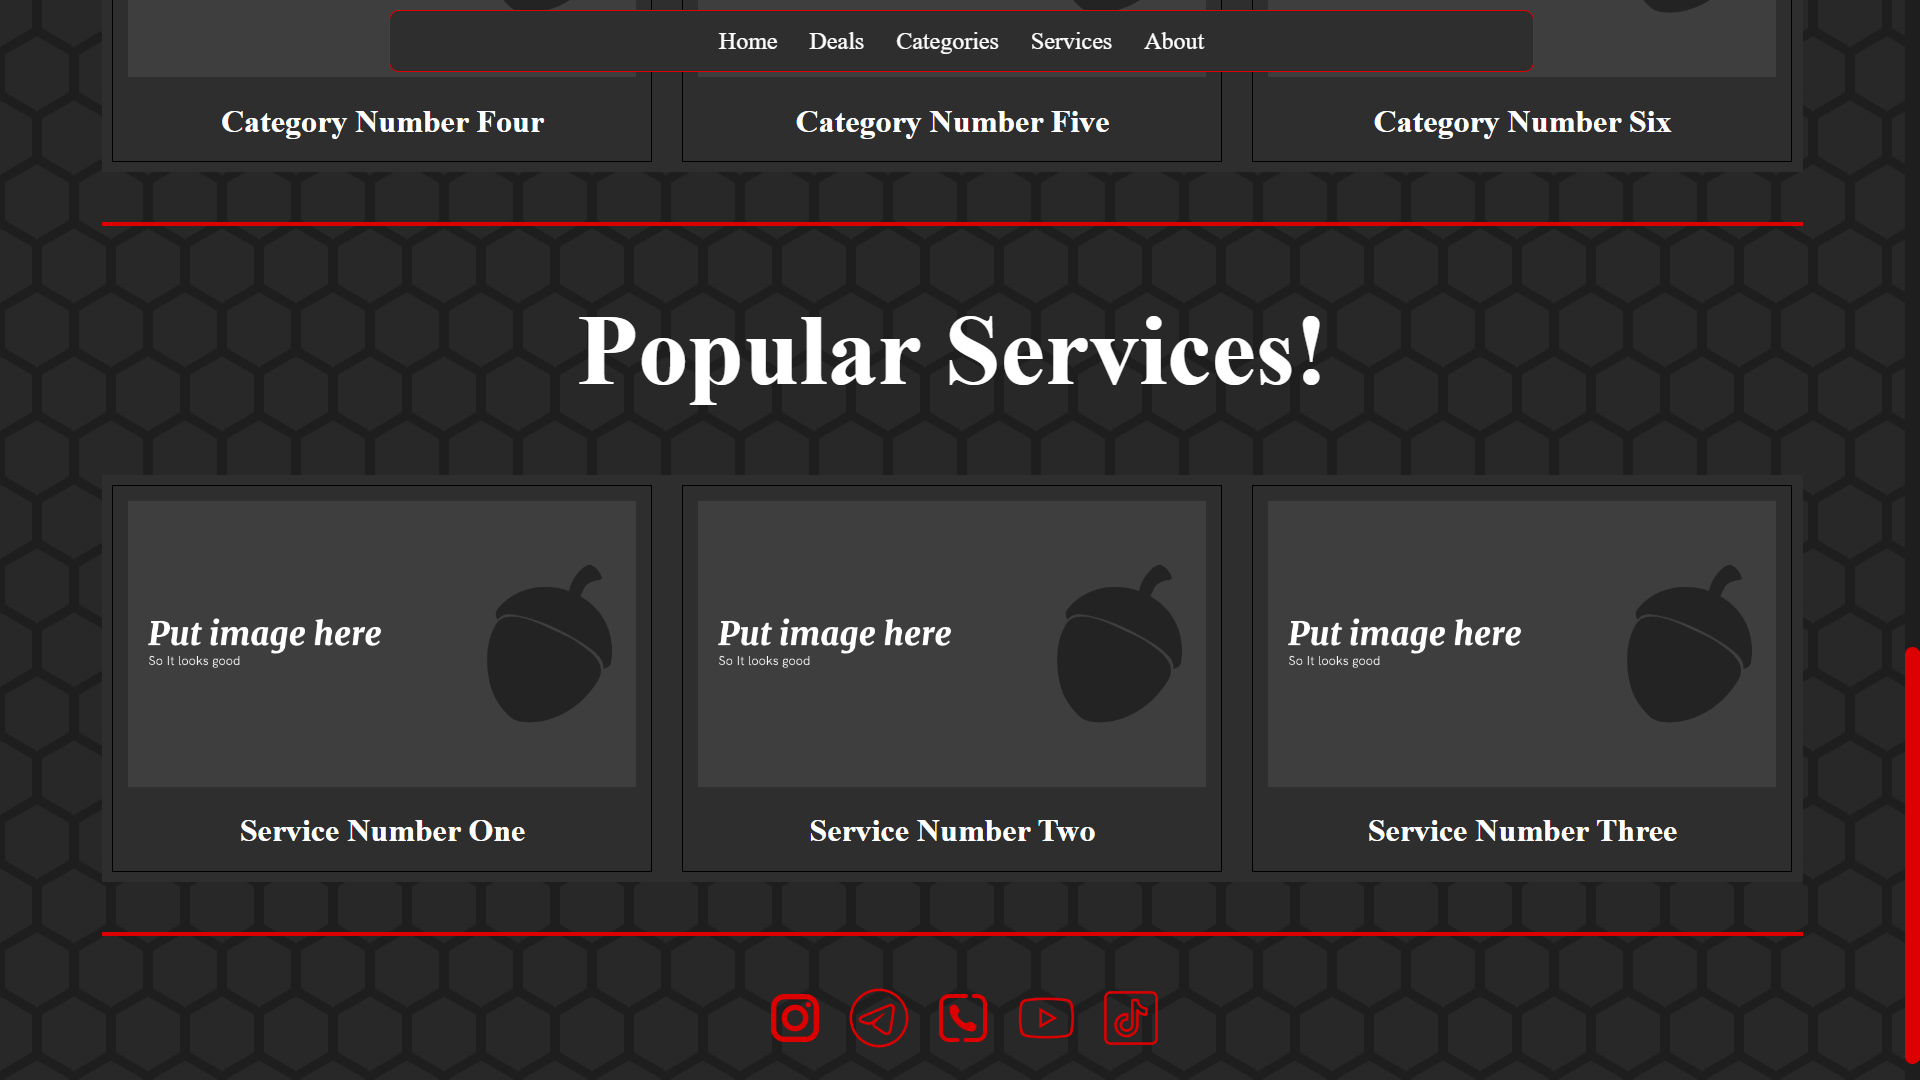 Home Deals Categories Services About
Category Number Four
Category Number Five
Category Number Six
Popular Services!
Put image here
So It looks good
Put image here
So It looks good
Put image here
So It looks good
Service Number One
Service Number Two
Service Number Three